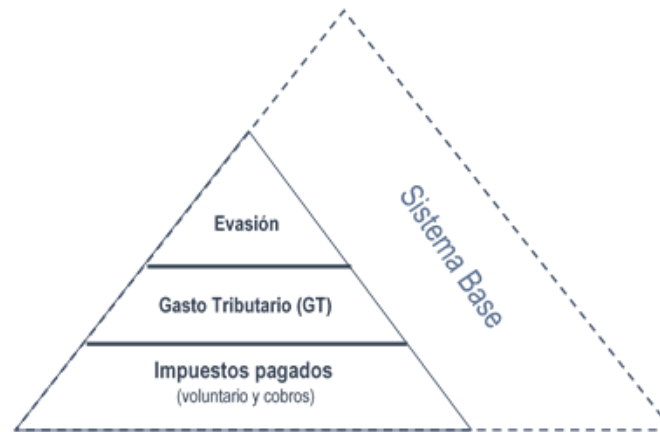 Evasión
Sistema Base
Gasto Tributario (GT)
Impuestos pagados
(voluntario y cobros)